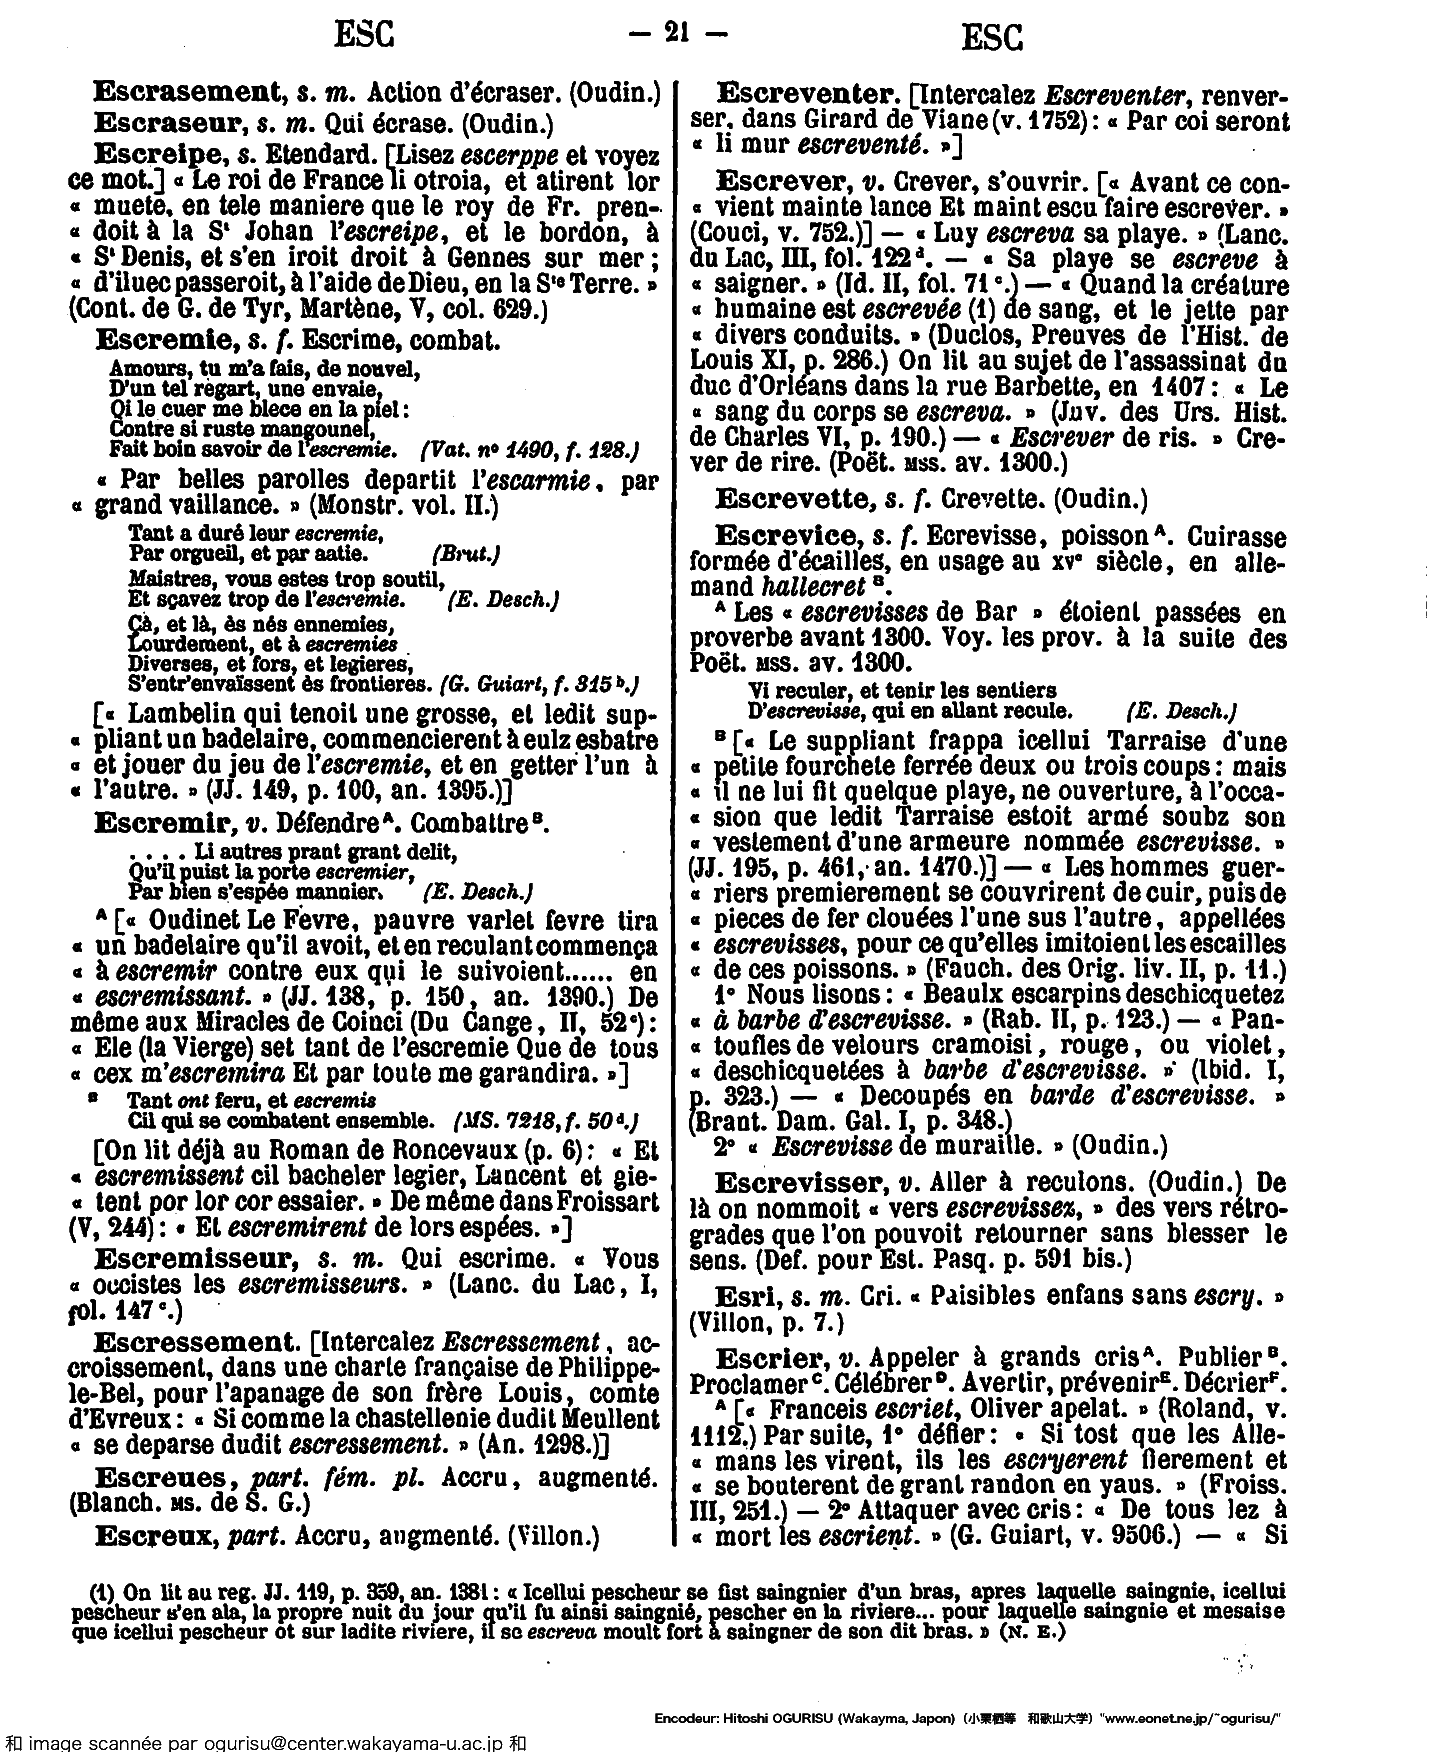 ESC — 21 — ESC
Escrasement, s. m. Action d'écraser. (Oudin.)
Escraseur, s. m. Qui écrase. (Oudin.)
Escreipe, s. Etendard. [Lisez escerppe et voyez
ce mot.] « Le roi de France li otroia, et atirent lor
« muete, en tele maniere que le roy de Fr. pren-
« doit à la St Johan l'escreipe, et le bordon, à
« St Denis, et s'en iroit droit à Gennes sur mer ;
« d'iluec passeroit, à l'aide de Dieu, en la Ste Terre. »
(Cont. de G. de Tyr, Martène, V, col. 629.)
Escremie, s. f. Escrime, combat.
Amours, tu m'a fais, de nouvel,
D'un tel regart, une envaie,
Qi le cuer me blece en la piel :
Contre si ruste mangounel,
Fait boin savoir de l'escremie. (Vat. no 1490, f. 128.)
« Par belles parolles departit l'escarmie, par
« grand vaillance. » (Monstr. vol. II.)
Tant a duré leur escremie,
Par orgueil, et par aatie. (Brut.)
Maistres, vous estes trop soutil,
Et sçavez trop de l'escremie. (E. Desch.)
Çà, et là, ès nés ennemies,
Lourdement, et à escremies
Diverses, et fors, et legieres,
S'entr'envaïssent ès frontieres. (G. Guiart, f. 315 b.)
[« Lambelin qui tenoit une grosse, et ledit sup-
« pliant un badelaire, commencierent à eulz esbatre
« et jouer du jeu de l'escremie, et en getter l'un à
« l'autre. » (JJ. 149, p. 100, an. 1395.)]
Escremir, v. Défendre A. Combattre B.
. . . . Li autres prant grant delit,
Qu'il puist la porte escremier,
Par bien s'espée mannier. (E. Desch.)
A [« Oudinet Le Fèvre, pauvre varlet fevre tira
« un badelaire qu'il avoit, et en reculant commença
« à escremir contre eux qui le suivoient...... en
« escremissant. » (JJ. 138, p. 150, an. 1390.) De
même aux Miracles de Coinci (Du Cange, II, 52 c) :
« Ele (la Vierge) set tant de l'escremie Que de tous
« cex m'escremira Et par toute me garandira. »]
B Tant ont feru, et escremis
Cil qui se combatent ensemble. (MS. 7218, f. 50 d.)
[On lit déjà au Roman de Roncevaux (p. 6) : « Et
« escremissent cil bacheler legier, Lancent et gie-
« tent por lor cor essaier. » De même dans Froissart
(V, 244) : « Et escremirent de lors espées. »]
Escremisseur, s. m. Qui escrime. « Vous
« occistes les escremisseurs. » (Lanc. du Lac, I,
fol. 147 c.)
Escressement. [Intercalez Escressement, ac-
croissement, dans une charte française de Philippe-
le-Bel, pour l'apanage de son frère Louis, comte
d'Evreux : « Si comme la chastellenie dudit Meullent
« se deparse dudit escressement. » (An. 1298.)]
Escreues, part. fém. pl. Accru, augmenté.
(Blanch. MS. de S. G.)
Escreux, part. Accru, augmenté. (Villon.)
Escreventer. [Intercalez Escreventer, renver-
ser, dans Girard de Viane (v. 1752) : « Par coi seront
« li mur escreventé. »]
Escrever, v. Crever, s'ouvrir. [« Avant ce con-
« vient mainte lance Et maint escu faire escrever. »
(Couci, v. 752.)] — « Luy escreva sa playe. » (Lanc.
du Lac, III, fol. 122 d. — « Sa playe se escreve à
« saigner. » (Id. II, fol. 71 c.) — « Quand la créature
« humaine est escrevée (1) de sang, et le jette par
« divers conduits. » (Duclos, Preuves de l'Hist. de
Louis XI, p. 286.) On lit au sujet de l'assassinat du
duc d'Orléans dans la rue Barbette, en 1407 : « Le
« sang du corps se escreva. » (Juv. des Urs. Hist.
de Charles VI, p. 190.) — « Escrever de ris. » Cre-
ver de rire. (Poët. MSS. av. 1300.)
Escrevette, s. f. Crevette. (Oudin.)
Escrevice, s. f. Ecrevisse, poisson A. Cuirasse
formée d'écailles, en usage au XVe siècle, en alle-
mand hallecret B.
A Les « escrevisses de Bar » étoient passées en
proverbe avant 1300. Voy. les prov. à la suite des
Poët. MSS. av. 1300.
Vi reculer, et tenir les sentiers
D'escrevisse, qui en allant recule. (E. Desch.)
B [« Le suppliant frappa icellui Tarraise d'une
« petite fourchete ferrée deux ou trois coups : mais
« il ne lui fit quelque playe, ne ouverture, à l'occa-
« sion que ledit Tarraise estoit armé soubz son
« vestement d'une armeure nommée escrevisse. »
(JJ. 195, p. 461, an. 1470.)] — « Les hommes guer-
« riers premierement se couvrirent de cuir, puis de
« pieces de fer clouées l'une sus l'autre, appellées
« escrevisses, pour ce qu'elles imitoient les escailles
« de ces poissons. » (Fauch. des Orig. liv. II, p. 11.)
1° Nous lisons : « Beaulx escarpins deschicquetez
« à barbe d'escrevisse. » (Rab. II, p. 123.) — « Pan-
« toufles de velours cramoisi, rouge, ou violet,
« deschicquetées à barbe d'escrevisse. » (Ibid. I,
p. 323.) — « Decoupés en barde d'escrevisse. »
(Brant. Dam. Gal. I, p. 348.)
2° « Escrevisse de muraille. » (Oudin.)
Escrevisser, v. Aller à reculons. (Oudin.) De
là on nommoit « vers escrevissez, » des vers rétro-
grades que l'on pouvoit retourner sans blesser le
sens. (Def. pour Est. Pasq. p. 591 bis.)
Esri, s. m. Cri. « Paisibles enfans sans escry. »
(Villon, p. 7.)
Escrier, v. Appeler à grands cris A. Publier B.
Proclamer C. Célébrer D. Avertir, prévenir E. Décrier F.
A [« Franceis escriet, Oliver apelat. » (Roland, v.
1112.) Par suite, 1° défier : « Si tost que les Alle-
« mans les virent, ils les escryerent fierement et
« se bouterent de grant randon en yaus. » (Froiss.
III, 251.) — 2° Attaquer avec cris : « De tous lez à
« mort les escrient. » (G. Guiart, v. 9506.) — « Si
(1) On lit au reg. JJ. 119, p. 359, an. 1381 : « Icellui pescheur se fist saingnier d'un bras, apres laquelle saingnie, icellui
pescheur s'en ala, la propre nuit du jour qu'il fu ainsi saingnié, pescher en la riviere... pour laquelle saingnie et mesaise
que icellui pescheur ot sur ladite riviere, il se escreva moult fort à saingner de son dit bras. » (N. E.)
Encodeur: Hitoshi OGURISU (Wakayma, Japon) (小栗栖等 和歌山大学) "www.eonet.ne.jp/~ogurisu/"
和 image scannée par ogurisu@center.wakayama-u.ac.jp 和